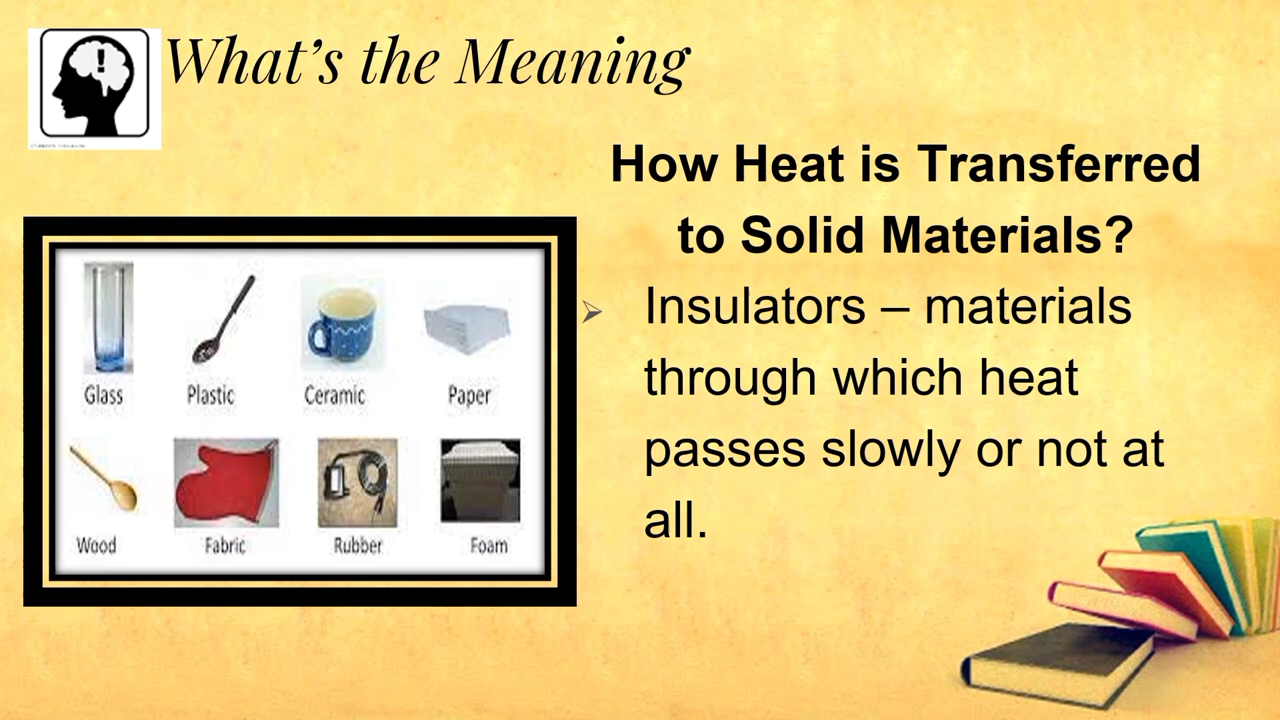 What’s the Meaning
How Heat is Transferred
to Solid Materials?
➢ Insulators – materials
through which heat
passes slowly or not at
all.
Glass Plastic Ceramic Paper
Wood Fabric Rubber Foam